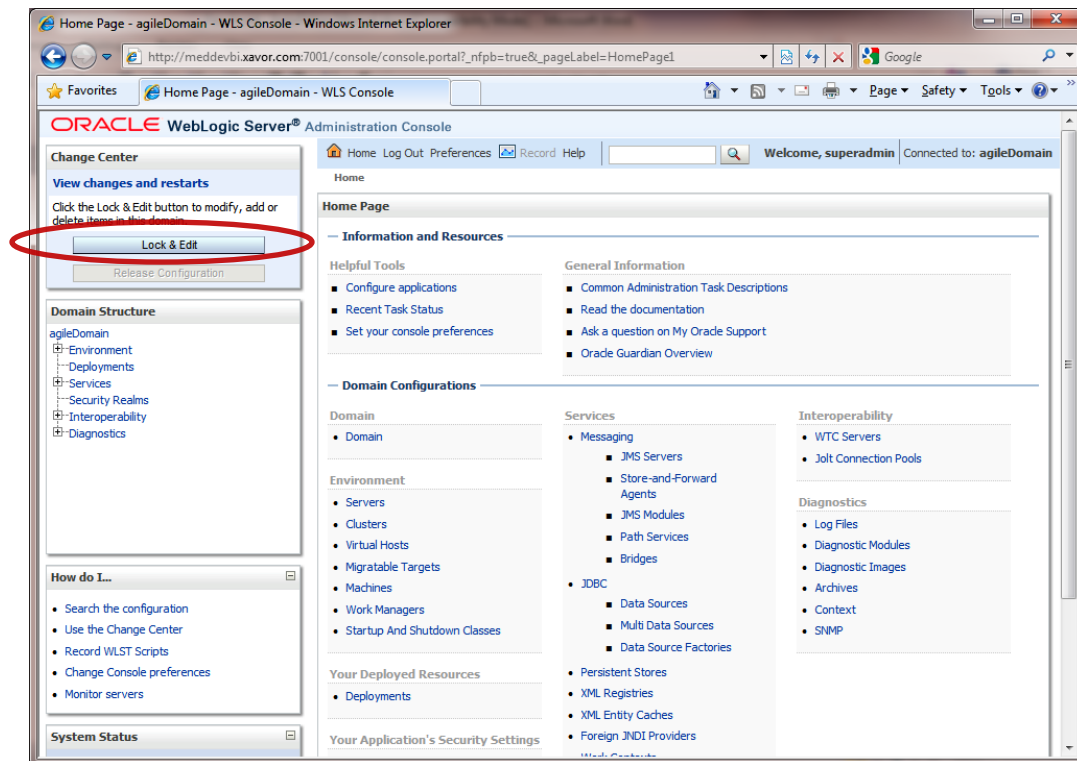 Home Page - agileDomain - WLS Console - Windows Internet Explorer
http://meddevbi.xavor.com:7001/console/console.portal?_nfpb=true&_pageLabel=HomePage1
Google
Favorites
Home Page - agileDomain - WLS Console
Page Safety Tools
ORACLE WebLogic Server® Administration Console
Change Center
View changes and restarts
Click the Lock & Edit button to modify, add or
delete items in this domain.
Lock & Edit
Release Configuration
Domain Structure
agileDomain
Environment
Deployments
Services
Security Realms
Interoperability
Diagnostics
How do I...
Search the configuration
Use the Change Center
Record WLST Scripts
Change Console preferences
Monitor servers
System Status
Home Log Out Preferences Record Help
Welcome, superadmin Connected to: agileDomain
Home
Home Page
Information and Resources
Helpful Tools
Configure applications
Recent Task Status
Set your console preferences
General Information
Common Administration Task Descriptions
Read the documentation
Ask a question on My Oracle Support
Oracle Guardian Overview
Domain Configurations
Domain
Domain
Environment
Servers
Clusters
Virtual Hosts
Migratable Targets
Machines
Work Managers
Startup And Shutdown Classes
Your Deployed Resources
Deployments
Your Application's Security Settings
Services
Messaging
JMS Servers
Store-and-Forward
Agents
JMS Modules
Path Services
Bridges
JDBC
Data Sources
Multi Data Sources
Data Source Factories
Persistent Stores
XML Registries
XML Entity Caches
Foreign JNDI Providers
Interoperability
WTC Servers
Jolt Connection Pools
Diagnostics
Log Files
Diagnostic Modules
Diagnostic Images
Archives
Context
SNMP